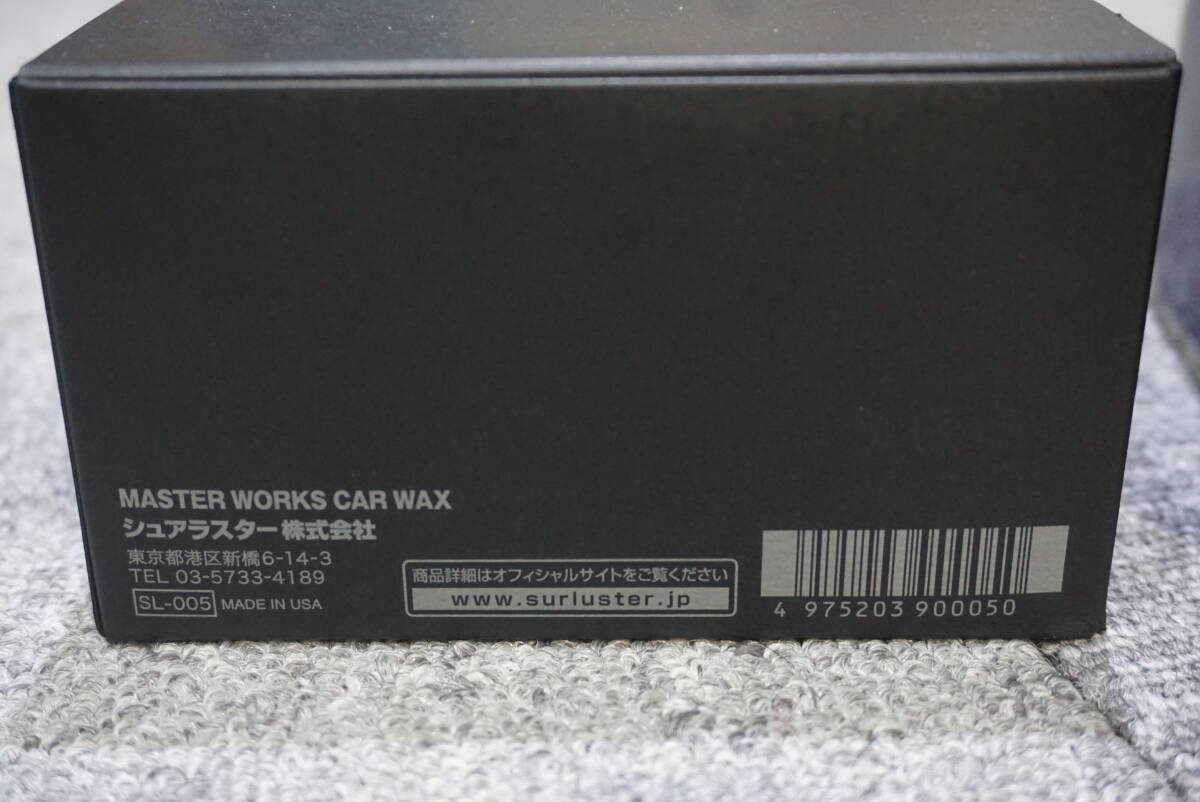 MASTER WORKS CAR WAX
シュアラスター株式会社
東京都港区新橋6-14-3
TEL 03-5733-4189
SL-005 MADE IN USA
商品詳細はオフィシャルサイトをご覧ください
www.surluster.jp
4 975203 900050